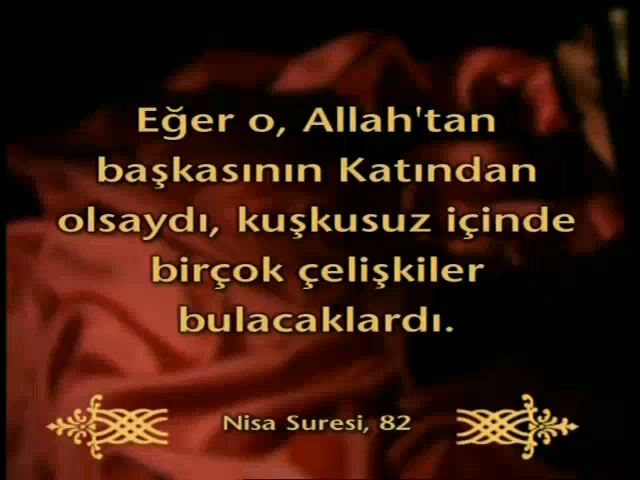 Eğer o, Allah'tan
başkasının Katından
olsaydı, kuşkusuz içinde
birçok çelişkiler
bulacaklardı.
Nisa Suresi, 82